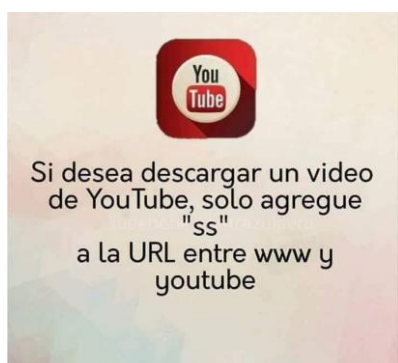 You
Tube
Si desea descargar un video
de YouTube, solo agregue
"ss"
a la URL entre www y
youtube